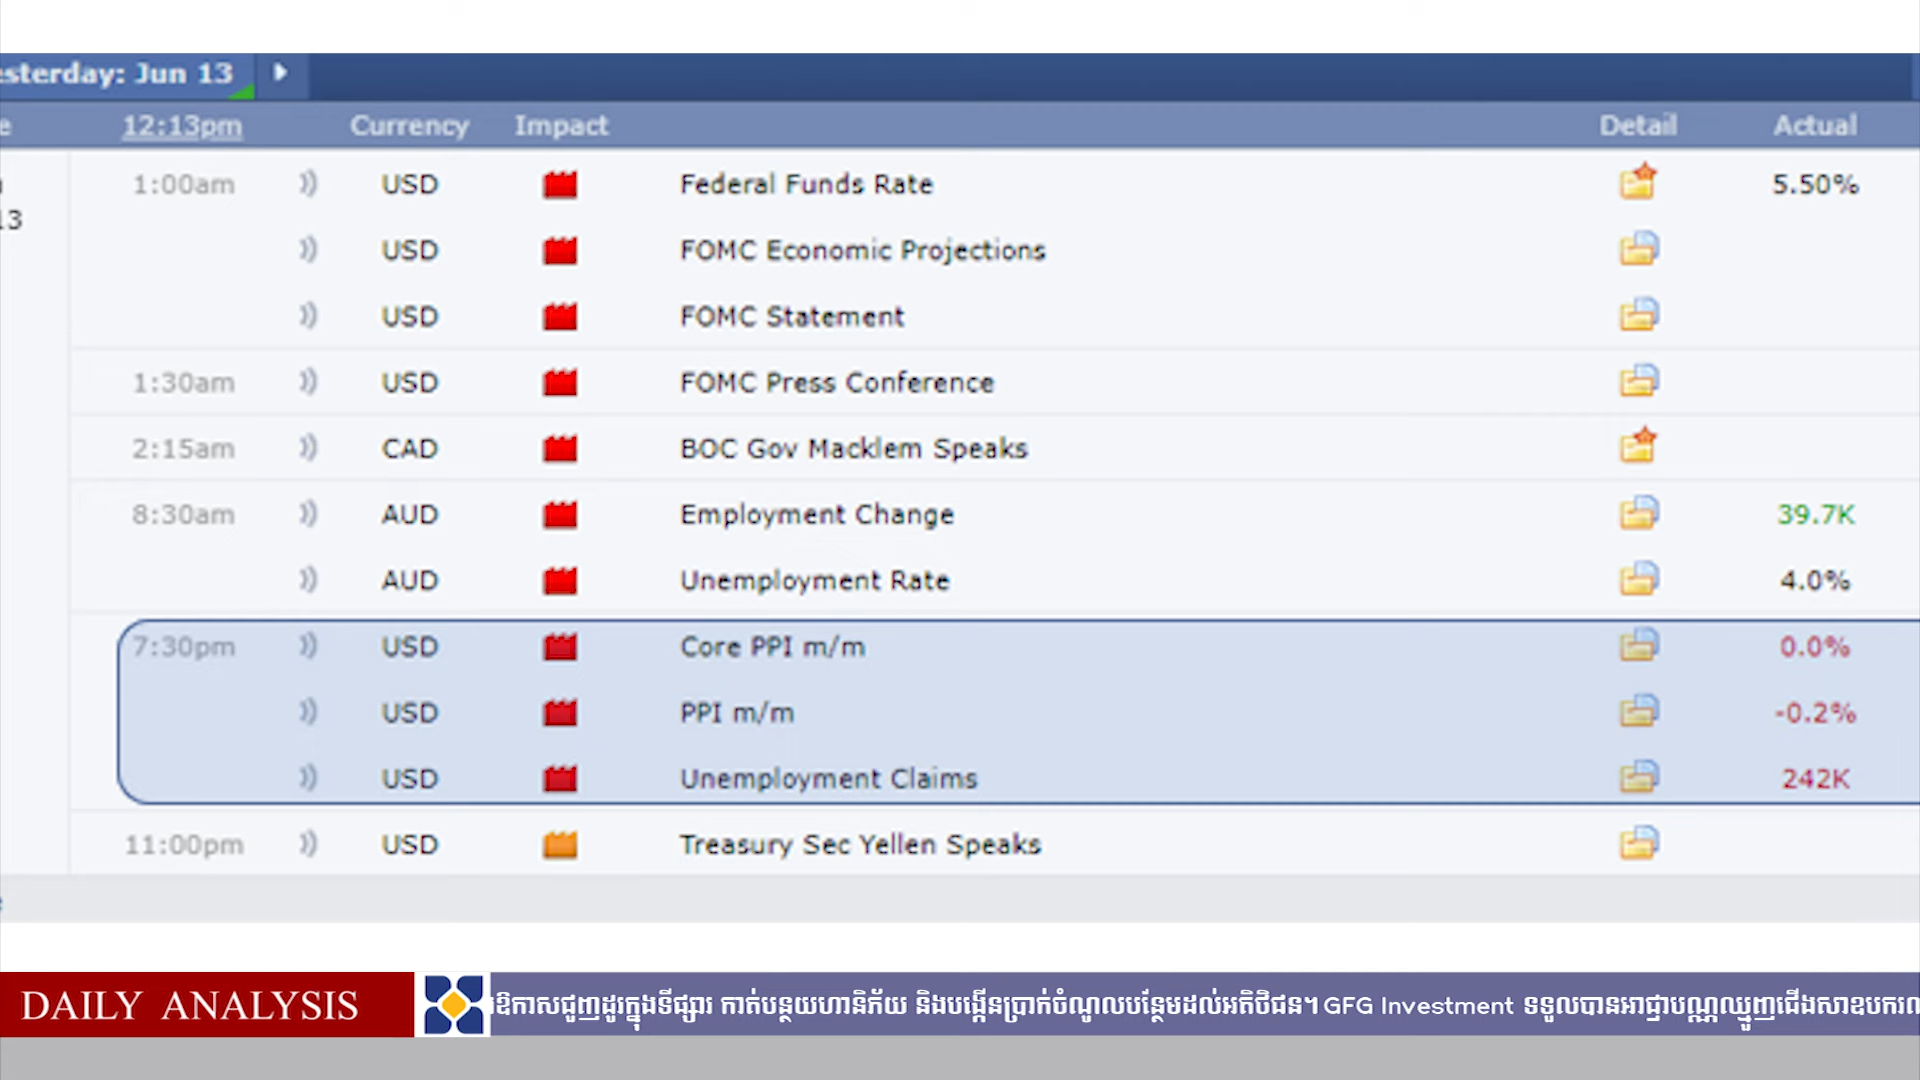 esterday: Jun 13
e 12:13pm Currency Impact Detail Actual
1:00am USD Federal Funds Rate 5.50%
13
USD FOMC Economic Projections
USD FOMC Statement
1:30am USD FOMC Press Conference
2:15am CAD BOC Gov Macklem Speaks
8:30am AUD Employment Change 39.7K
AUD Unemployment Rate 4.0%
7:30pm USD Core PPI m/m 0.0%
USD PPI m/m -0.2%
USD Unemployment Claims 242K
11:00pm USD Treasury Sec Yellen Speaks
DAILY ANALYSIS ឱកាសជួញដូរក្នុងទីផ្សារ កាត់បន្ថយហានិភ័យ និងបង្កើនប្រាក់ចំណូលបន្ថែមដល់អតិថិជន។ GFG Investment ទទួលបានអាជ្ញាបណ្ណឈ្មួញជើងសាឧបករណ